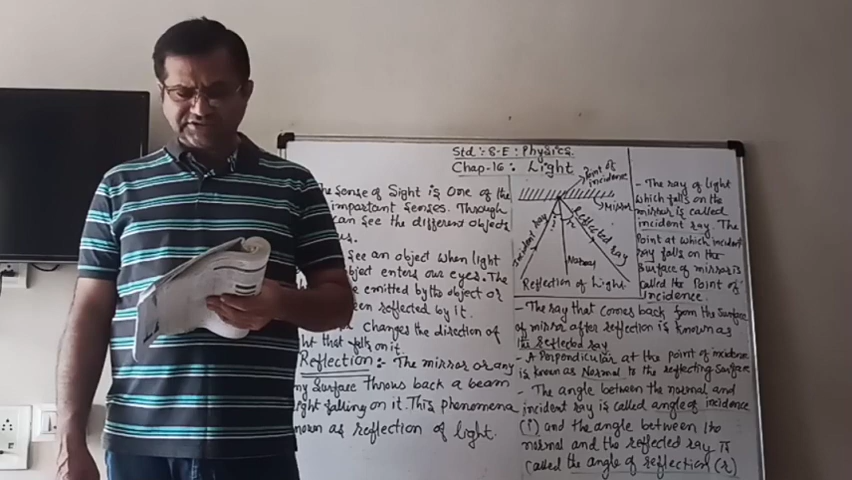 Std : 8-E : Physics
Chap-16 : Light
The Sense of Sight is one of the
important senses. Through
can see the different objects
us.
see an object when light
object enters our eyes. The
emitted by the object or
been reflected by it.
Changes the direction of
light that falls on it.
Reflection :- The mirror or any
Surface throws back a beam
light falling on it. This phenomena
known as reflection of light.
Point of
incidence
Mirror
Incident ray
i
r
Reflected ray
Normal
Reflection of Light.
- The ray of light
which falls on the
mirror is called
incident ray. The
Point at which incident
ray falls on the
Surface of mirror is
called the Point of
incidence.
- The ray that comes back from the surface
of mirror after reflection is known as
the reflected ray
- A Perpendicular at the point of incidence
is known as Normal to the reflecting surface
- The angle between the normal and
incident ray is called angle of incidence
(i) and the angle between the
normal and the reflected ray is
called the angle of reflection (r)